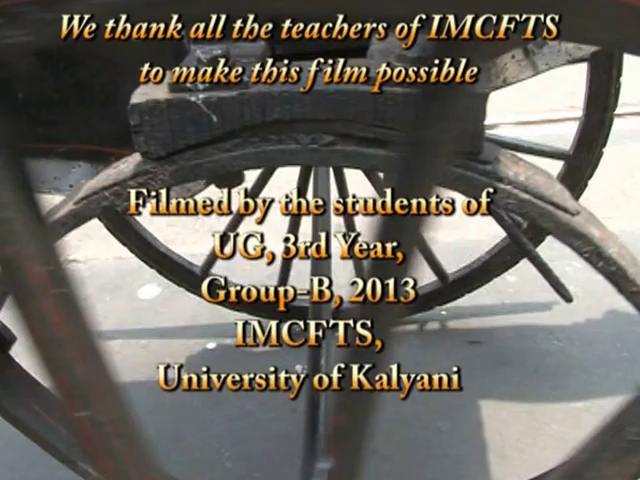 We thank all the teachers of IMCFTS
to make this film possible
Filmed by the students of
UG, 3rd Year,
Group-B, 2013
IMCFTS,
University of Kalyani